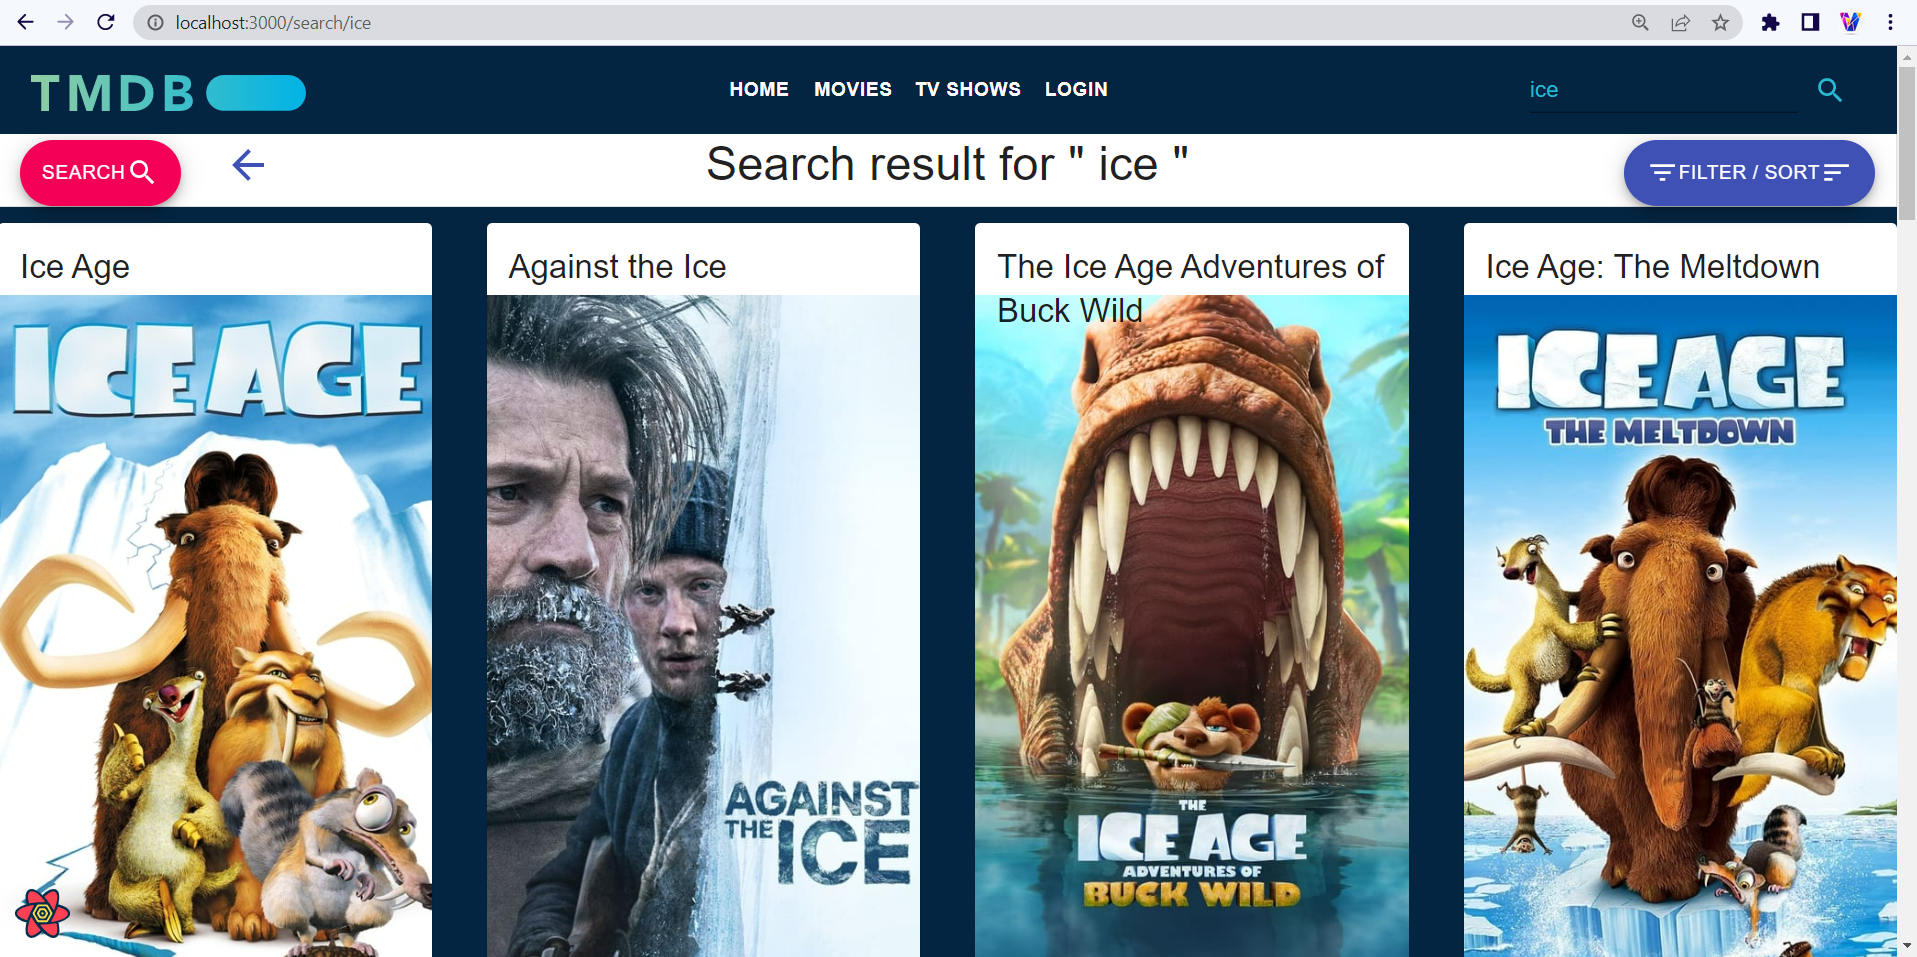 localhost:3000/search/ice
TMDB
HOME MOVIES TV SHOWS LOGIN
ice
SEARCH
Search result for " ice "
FILTER / SORT
Ice Age
ICE AGE
Against the Ice
AGAINST
THE ICE
The Ice Age Adventures of
Buck Wild
THE
ICE AGE
ADVENTURES OF
BUCK WILD
Ice Age: The Meltdown
ICE AGE
THE MELTDOWN